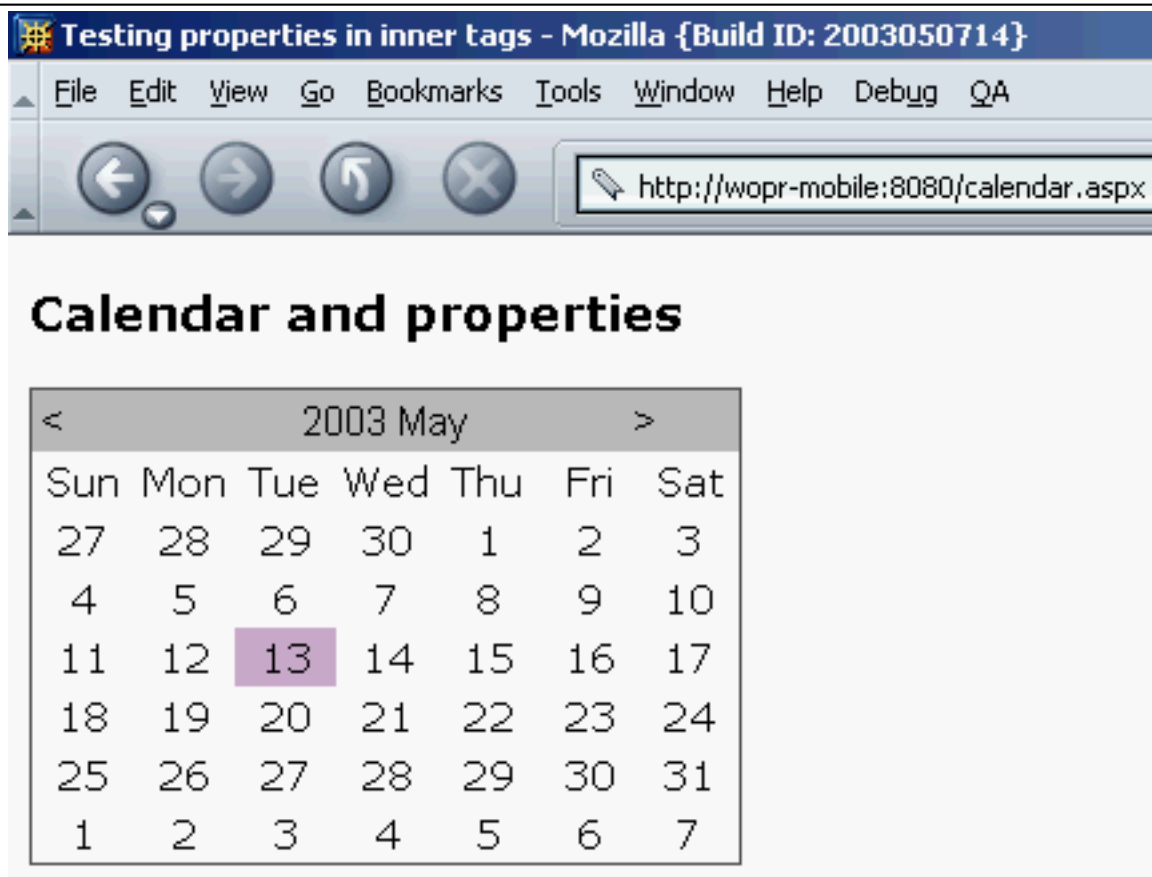 Testing properties in inner tags - Mozilla {Build ID: 2003050714}
File Edit View Go Bookmarks Tools Window Help Debug QA
http://wopr-mobile:8080/calendar.aspx
Calendar and properties
< 2003 May >
Sun Mon Tue Wed Thu Fri Sat
27 28 29 30 1 2 3
4 5 6 7 8 9 10
11 12 13 14 15 16 17
18 19 20 21 22 23 24
25 26 27 28 29 30 31
1 2 3 4 5 6 7